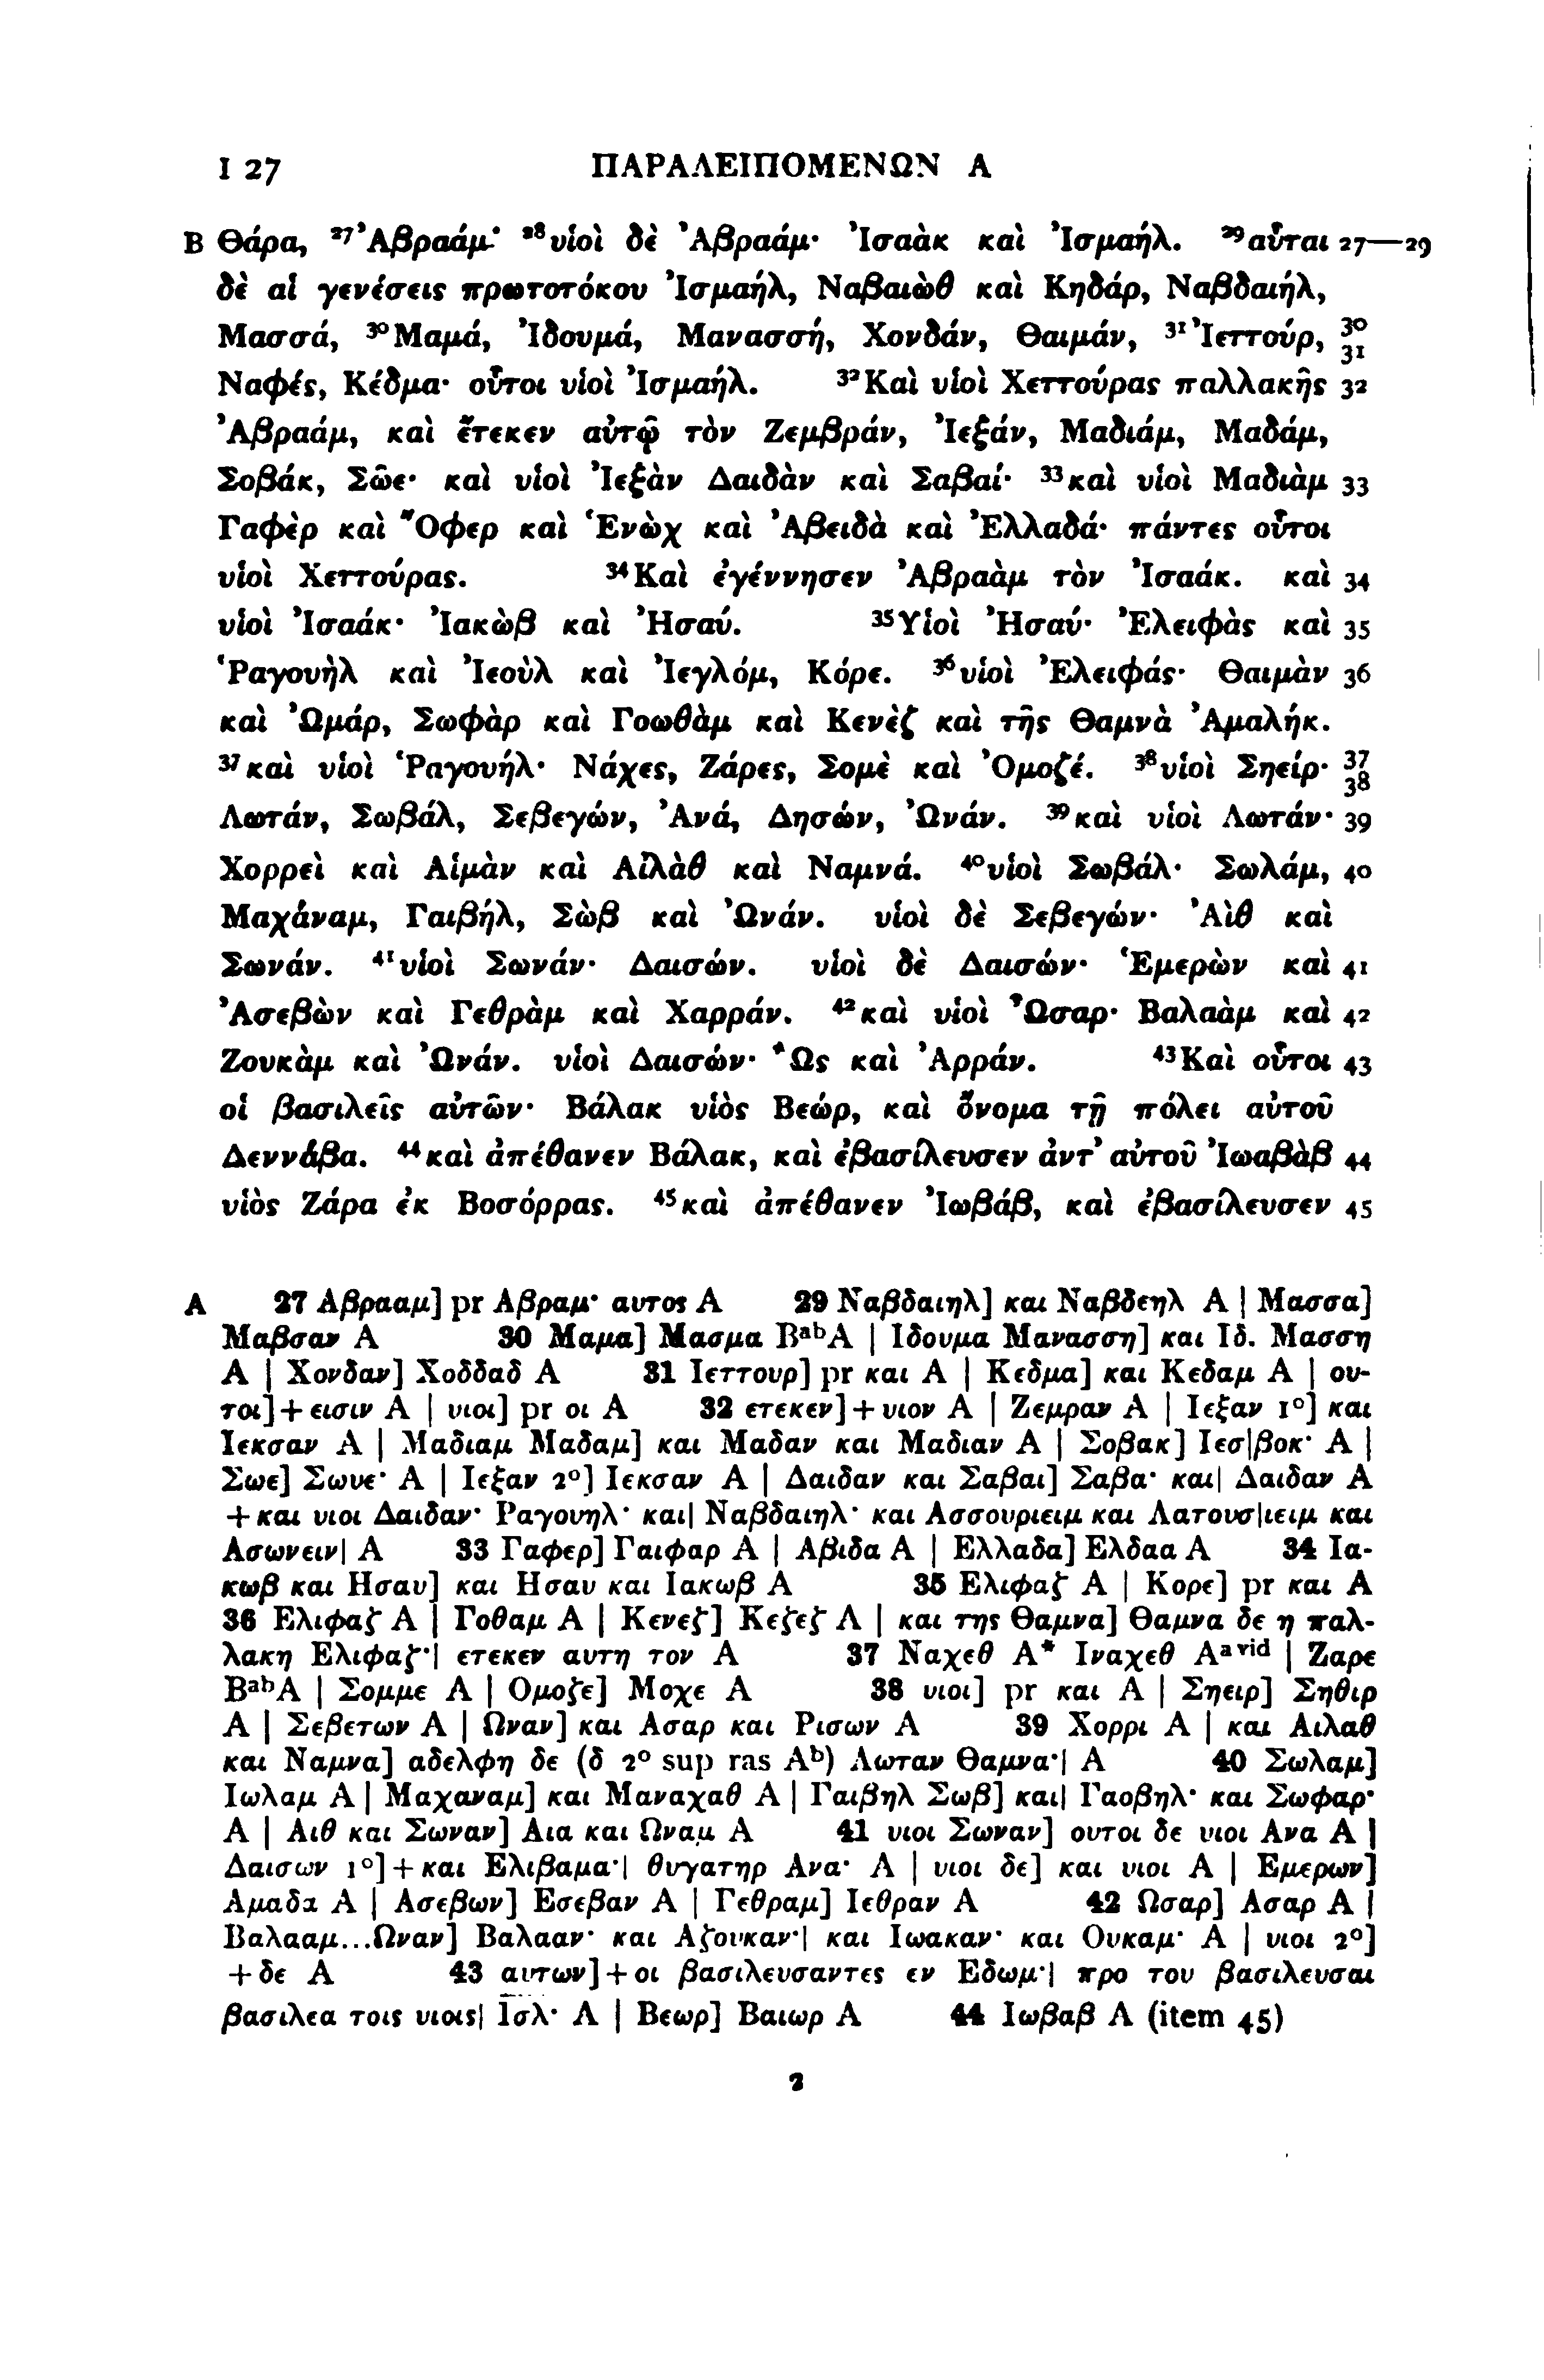 I 27 ΠΑΡΑΛΕΙΠΟΜΕΝΩΝ Α
B Θάρα, ²⁷Ἀβραάμ· ²⁸υἱοὶ δὲ Ἀβραάμ· Ἰσαὰκ καὶ Ἰσμαήλ. ²⁹αὗται 27—29
δὲ αἱ γενέσεις πρωτοτόκου Ἰσμαήλ, Ναβαιὼθ καὶ Κηδάρ, Ναβδαιήλ,
Μασσά, ³⁰Μαμά, Ἰδουμά, Μανασσή, Χονδάν, Θαιμάν, ³¹Ἰεττούρ, 30 31
Ναφές, Κέδμα· οὗτοι υἱοὶ Ἰσμαήλ. ³²Καὶ υἱοὶ Χεττούρας παλλακῆς 32
Ἀβραάμ, καὶ ἔτεκεν αὐτῷ τὸν Ζεμβράν, Ἰεξάν, Μαδιάμ, Μαδάμ,
Σοβάκ, Σῶε· καὶ υἱοὶ Ἰεξὰν Δαιδὰν καὶ Σαβαί· ³³καὶ υἱοὶ Μαδιὰμ 33
Γαφὲρ καὶ Ὄφερ καὶ Ἑνὼχ καὶ Ἀβειδὰ καὶ Ἐλλαδά· πάντες οὗτοι
υἱοὶ Χεττούρας. ³⁴Καὶ ἐγέννησεν Ἀβραὰμ τὸν Ἰσαάκ. καὶ 34
υἱοὶ Ἰσαάκ· Ἰακὼβ καὶ Ἠσαύ. ³⁵Υἱοὶ Ἠσαύ· Ἐλειφὰς καὶ 35
Ῥαγουὴλ καὶ Ἰεοὺλ καὶ Ἰεγλόμ, Κόρε. ³⁶υἱοὶ Ἐλειφάς· Θαιμὰν 36
καὶ Ὠμάρ, Σωφὰρ καὶ Γοωθὰμ καὶ Κενὲζ καὶ τῆς Θαμνὰ Ἀμαλήκ.
³⁷καὶ υἱοὶ Ῥαγουήλ· Νάχες, Ζάρες, Σομὲ καὶ Ὁμοζέ. ³⁸υἱοὶ Σηείρ· 37 38
Λωτάν, Σωβάλ, Σεβεγών, Ἀνά, Δησών, Ὠνάν. ³⁹καὶ υἱοὶ Λωτάν· 39
Χορρεὶ καὶ Αἱμὰν καὶ Αἰλὰθ καὶ Ναμνά. ⁴⁰υἱοὶ Σωβάλ· Σωλάμ, 40
Μαχάναμ, Γαιβήλ, Σὼβ καὶ Ὠνάν. υἱοὶ δὲ Σεβεγών· Ἀὶθ καὶ
Σωνάν. ⁴¹υἱοὶ Σωνάν· Δαισών. υἱοὶ δὲ Δαισών· Ἑμερὼν καὶ 41
Ἀσεβὼν καὶ Γεθρὰμ καὶ Χαρράν. ⁴²καὶ υἱοὶ Ὦσαρ· Βαλαὰμ καὶ 42
Ζουκὰμ καὶ Ὠνάν. υἱοὶ Δαισών· Ὣς καὶ Ἀρράν. ⁴³Καὶ οὗτοι 43
οἱ βασιλεῖς αὐτῶν· Βάλακ υἱὸς Βεώρ, καὶ ὄνομα τῇ πόλει αὐτοῦ
Δεννάβα. ⁴⁴καὶ ἀπέθανεν Βάλακ, καὶ ἐβασίλευσεν ἀντ’ αὐτοῦ Ἰωαβὰβ 44
υἱὸς Ζάρα ἐκ Βοσόρρας. ⁴⁵καὶ ἀπέθανεν Ἰωβάβ, καὶ ἐβασίλευσεν 45
A 27 Αβρααμ] pr Αβραμ· αυτος A 29 Ναβδαιηλ] και Ναβδεηλ A | Μασσα]
Μαβσαν A 30 Μαμα] Μασμα BᵃᵇA | Ιδουμα Μανασση] και Ιδ. Μασση
A | Χονδαν] Χοδδαδ A 31 Ιεττουρ] pr και A | Κεδμα] και Κεδαμ A | ου-
τοι]+εισιν A | υιοι] pr οι A 32 ετεκεν]+υιον A | Ζεμραν A | Ιεξαν 1º] και
Ιεκσαν A | Μαδιαμ Μαδαμ] και Μαδαν και Μαδιαν A | Σοβακ] Ιεσ|βοκ· A |
Σωε] Σωυε· A | Ιεξαν 2º] Ιεκσαν A | Δαιδαν και Σαβαι] Σαβα· και| Δαιδαν A
+και υιοι Δαιδαν· Ραγουηλ· και| Ναβδαιηλ· και Ασσουριειμ και Λατουσ|ιειμ και
Ασωνειν| A 33 Γαφερ] Γαιφαρ A | Αβιδα A | Ελλαδα] Ελδαα A 34 Ια-
κωβ και Ησαυ] και Ησαυ και Ιακωβ A 35 Ελιφαζ A | Κορε] pr και A
36 Ελιφαζ A | Γοθαμ A | Κενεζ] Κεζεζ A | και της Θαμνα] Θαμνα δε η παλ-
λακη Ελιφαζ·| ετεκεν αυτη τον A 37 Ναχεθ A* Ιναχεθ Aᵃᵛⁱᵈ | Ζαρε
BᵃᵇA | Σομμε A | Ομοζε] Μοχε A 38 υιοι] pr και A | Σηειρ] Σηθιρ
A | Σεβετων A | Ωναν] και Ασαρ και Ρισων A 39 Χορρι A | και Αιλαθ
και Ναμνα] αδελφη δε (δ 2º sup ras Aᵇ) Λωταν Θαμνα·| A 40 Σωλαμ]
Ιωλαμ A | Μαχαναμ] και Μαναχαθ A | Γαιβηλ Σωβ] και| Γαοβηλ· και Σωφαρ·
A | Αιθ και Σωναν] Αια και Ωναμ A 41 υιοι Σωναν] ουτοι δε υιοι Ανα A |
Δαισων 1º]+και Ελιβαμα·| θυγατηρ Ανα· A | υιοι δε] και υιοι A | Εμερων]
Αμαδα A | Ασεβων] Εσεβαν A | Γεθραμ] Ιεθραν A 42 Ωσαρ] Ασαρ A |
Βαλααμ...Ωναν] Βαλααν· και Αζουκαν·| και Ιωακαν· και Ουκαμ· A | υιοι 2º]
+δε A 43 αυτων]+οι βασιλευσαντες εν Εδωμ·| προ του βασιλευσαι
βασιλεα τοις υιοις| Ισλ· A | Βεωρ] Βαιωρ A 44 Ιωβαβ A (item 45)
2